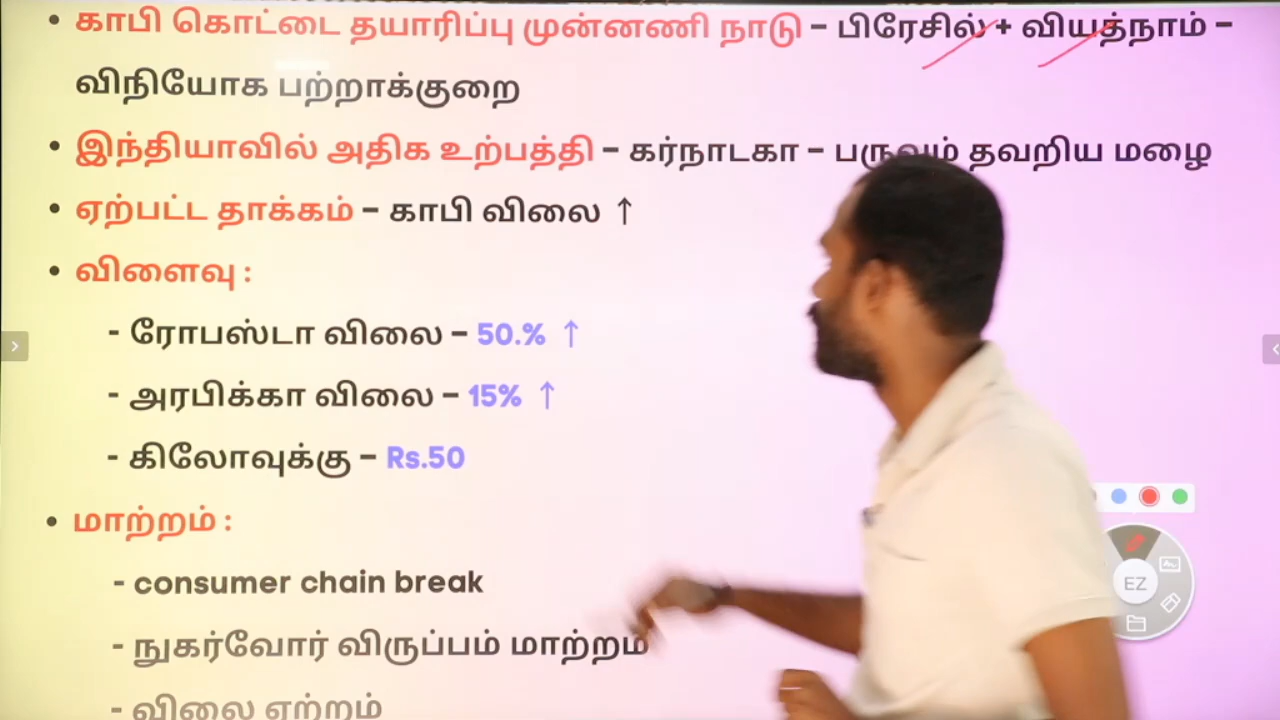 • காபி கொட்டை தயாரிப்பு முன்னணி நாடு – பிரேசில் + வியத்நாம் –
விநியோக பற்றாக்குறை
• இந்தியாவில் அதிக உற்பத்தி – கர்நாடகா – பருவம் தவறிய மழை
• ஏற்பட்ட தாக்கம் – காபி விலை ↑
• விளைவு :
- ரோபஸ்டா விலை – 50.% ↑
- அரபிக்கா விலை – 15% ↑
- கிலோவுக்கு – Rs.50
• மாற்றம் :
- consumer chain break
EZ
- நுகர்வோர் விருப்பம் மாற்றம்
- விலை ஏற்றம்